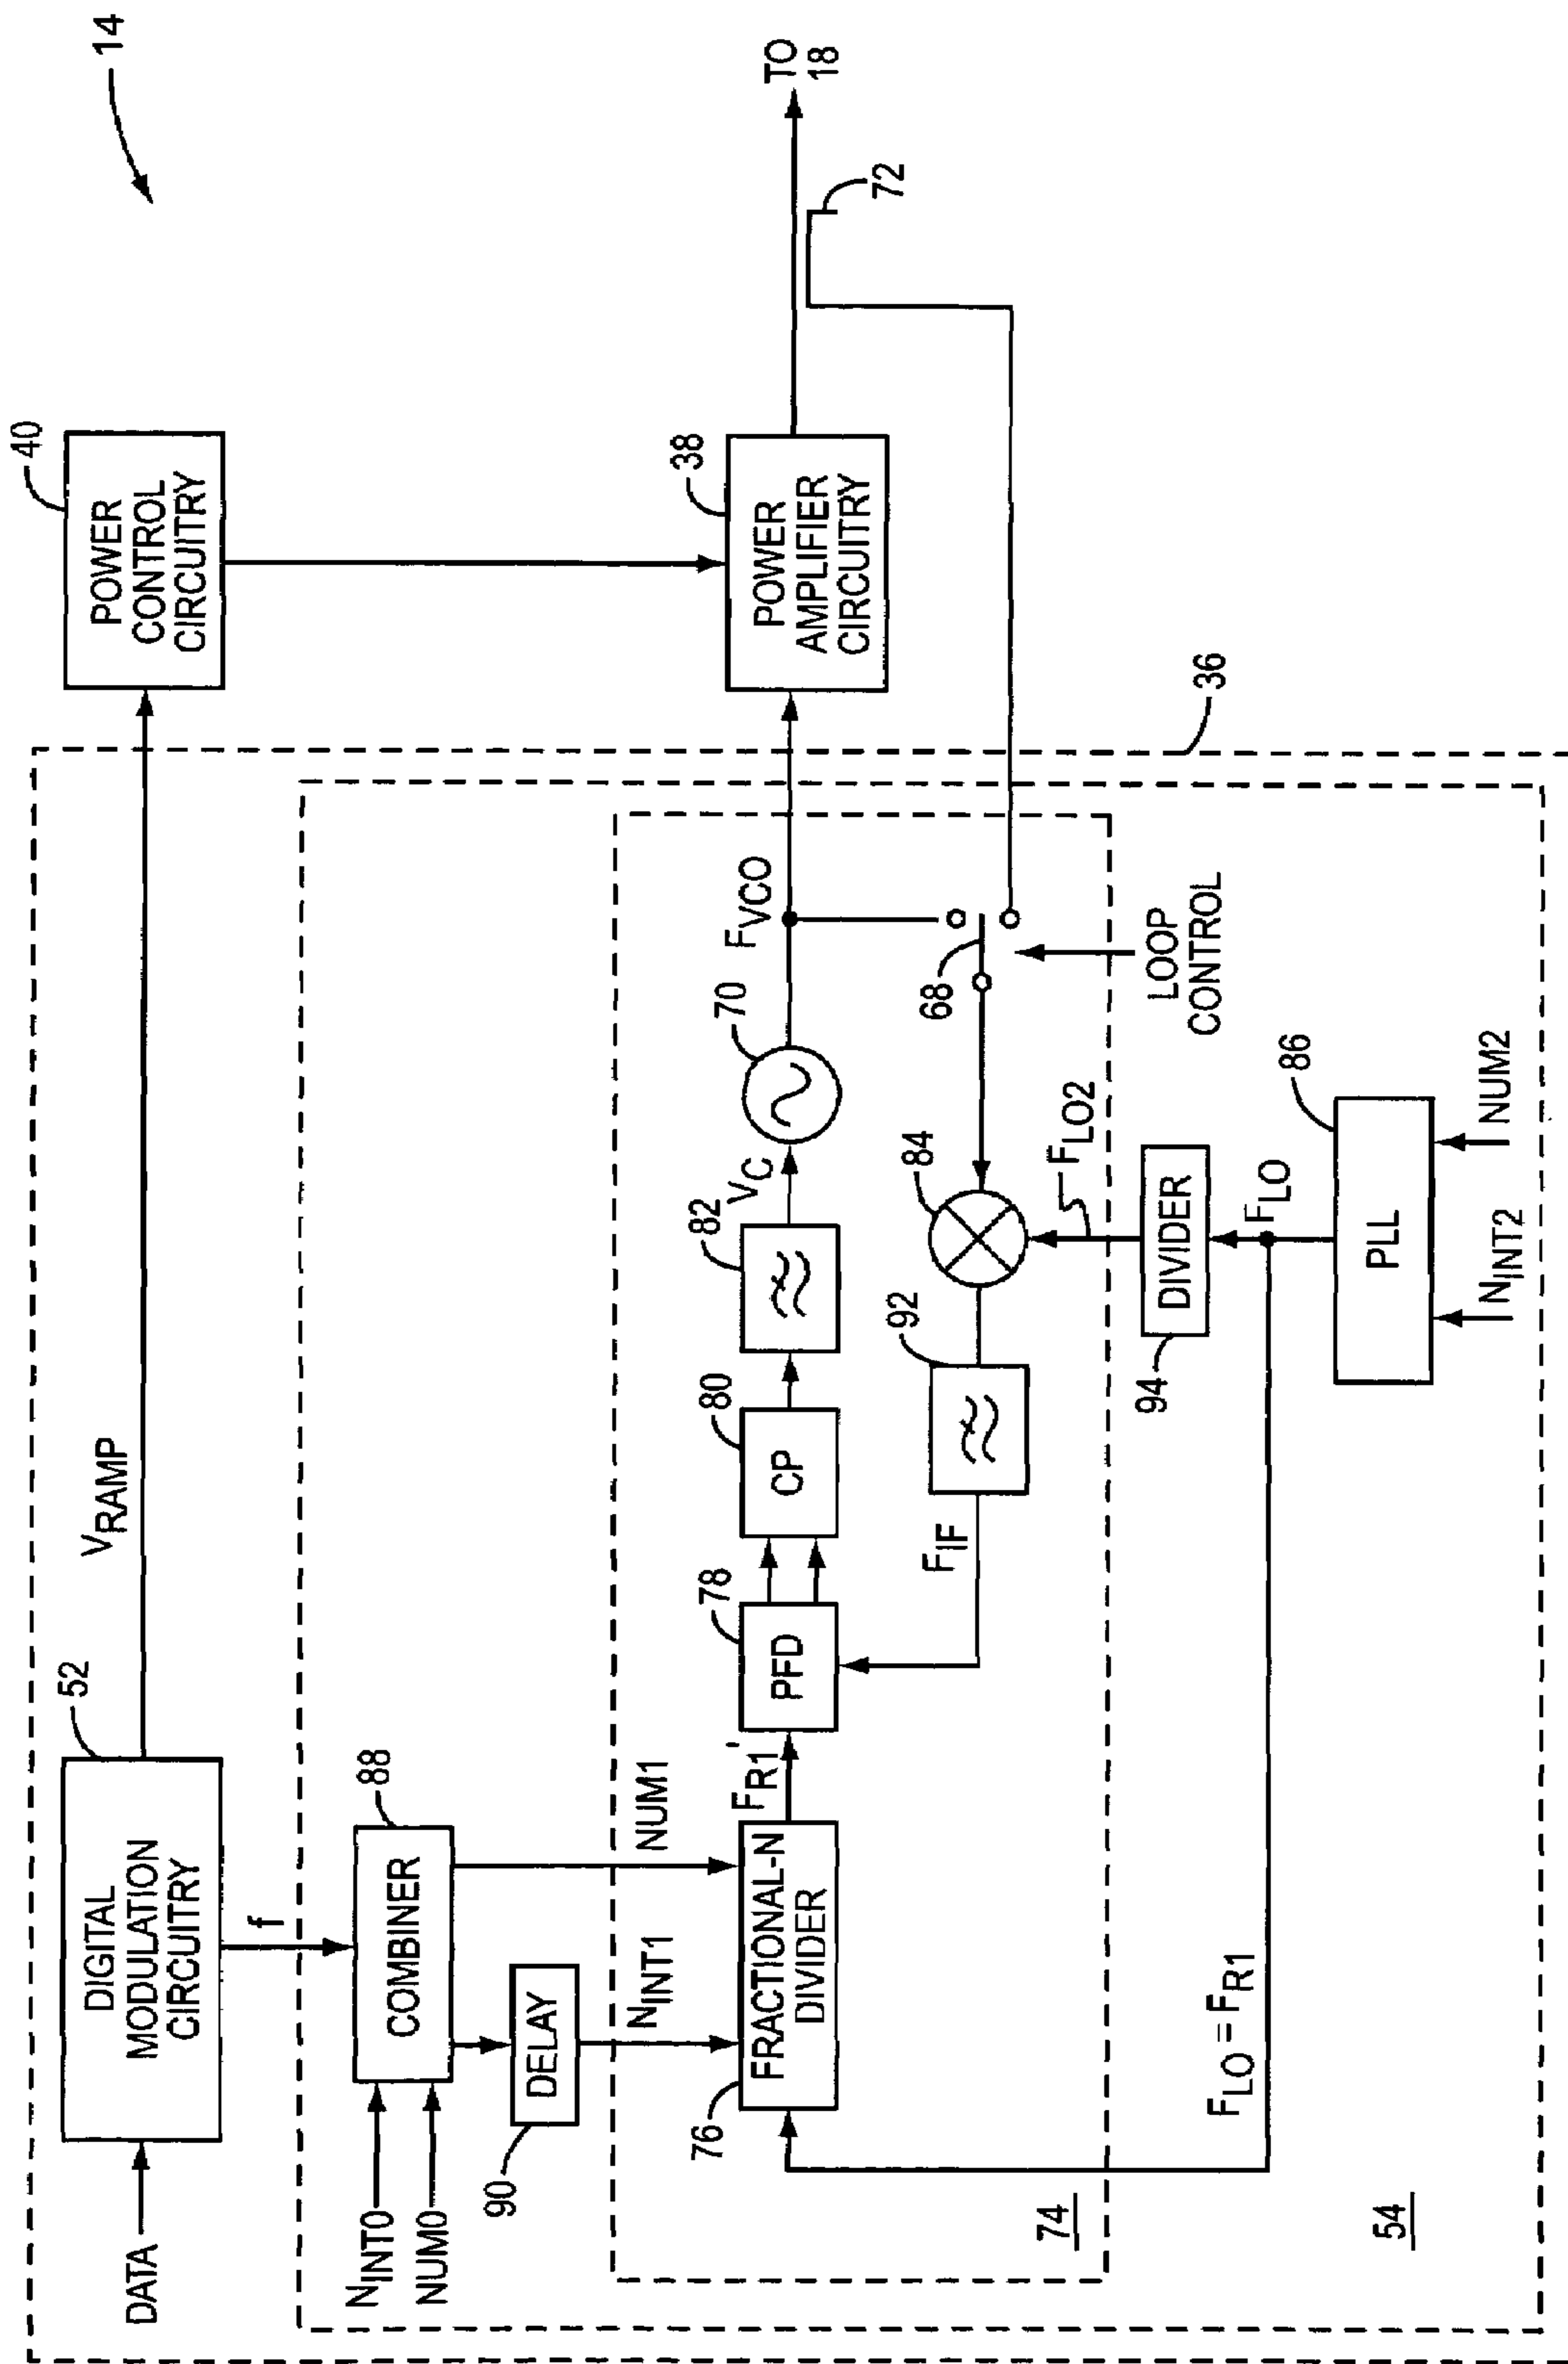 14
40
POWER
CONTROL
CIRCUITRY
VRAMP
52
DIGITAL
MODULATION
CIRCUITRY
DATA
f
36
38
POWER
AMPLIFIER
CIRCUITRY
TO
18
72
88
COMBINER
NINT0
NUM0
90
DELAY
NINT1
NUM1
76
FRACTIONAL-N
DIVIDER
FR1'
78
PFD
80
CP
82
VC
70
FVCO
68
LOOP
CONTROL
84
FLO2
92
FIF
94
DIVIDER
FLO
86
PLL
NINT2
NUM2
FLO = FR1
74
54